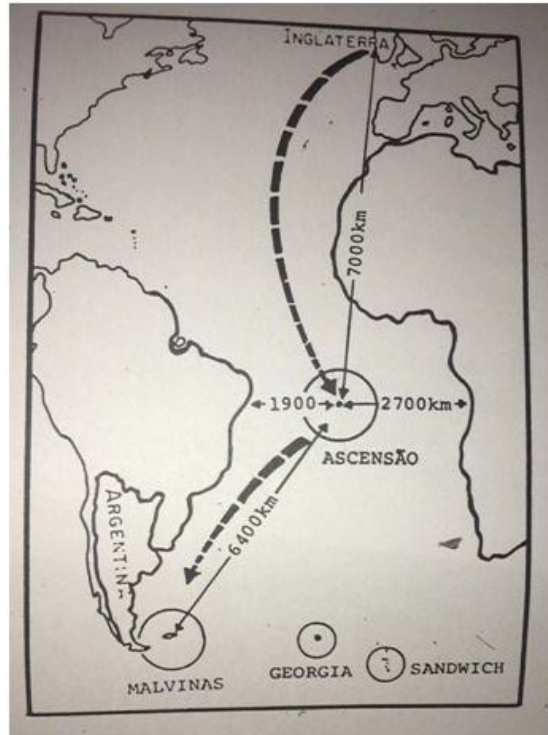 INGLATERRA
7000km
1900
2700km
ASCENSÃO
6400km
ARGENTINA
MALVINAS
GEORGIA
SANDWICH